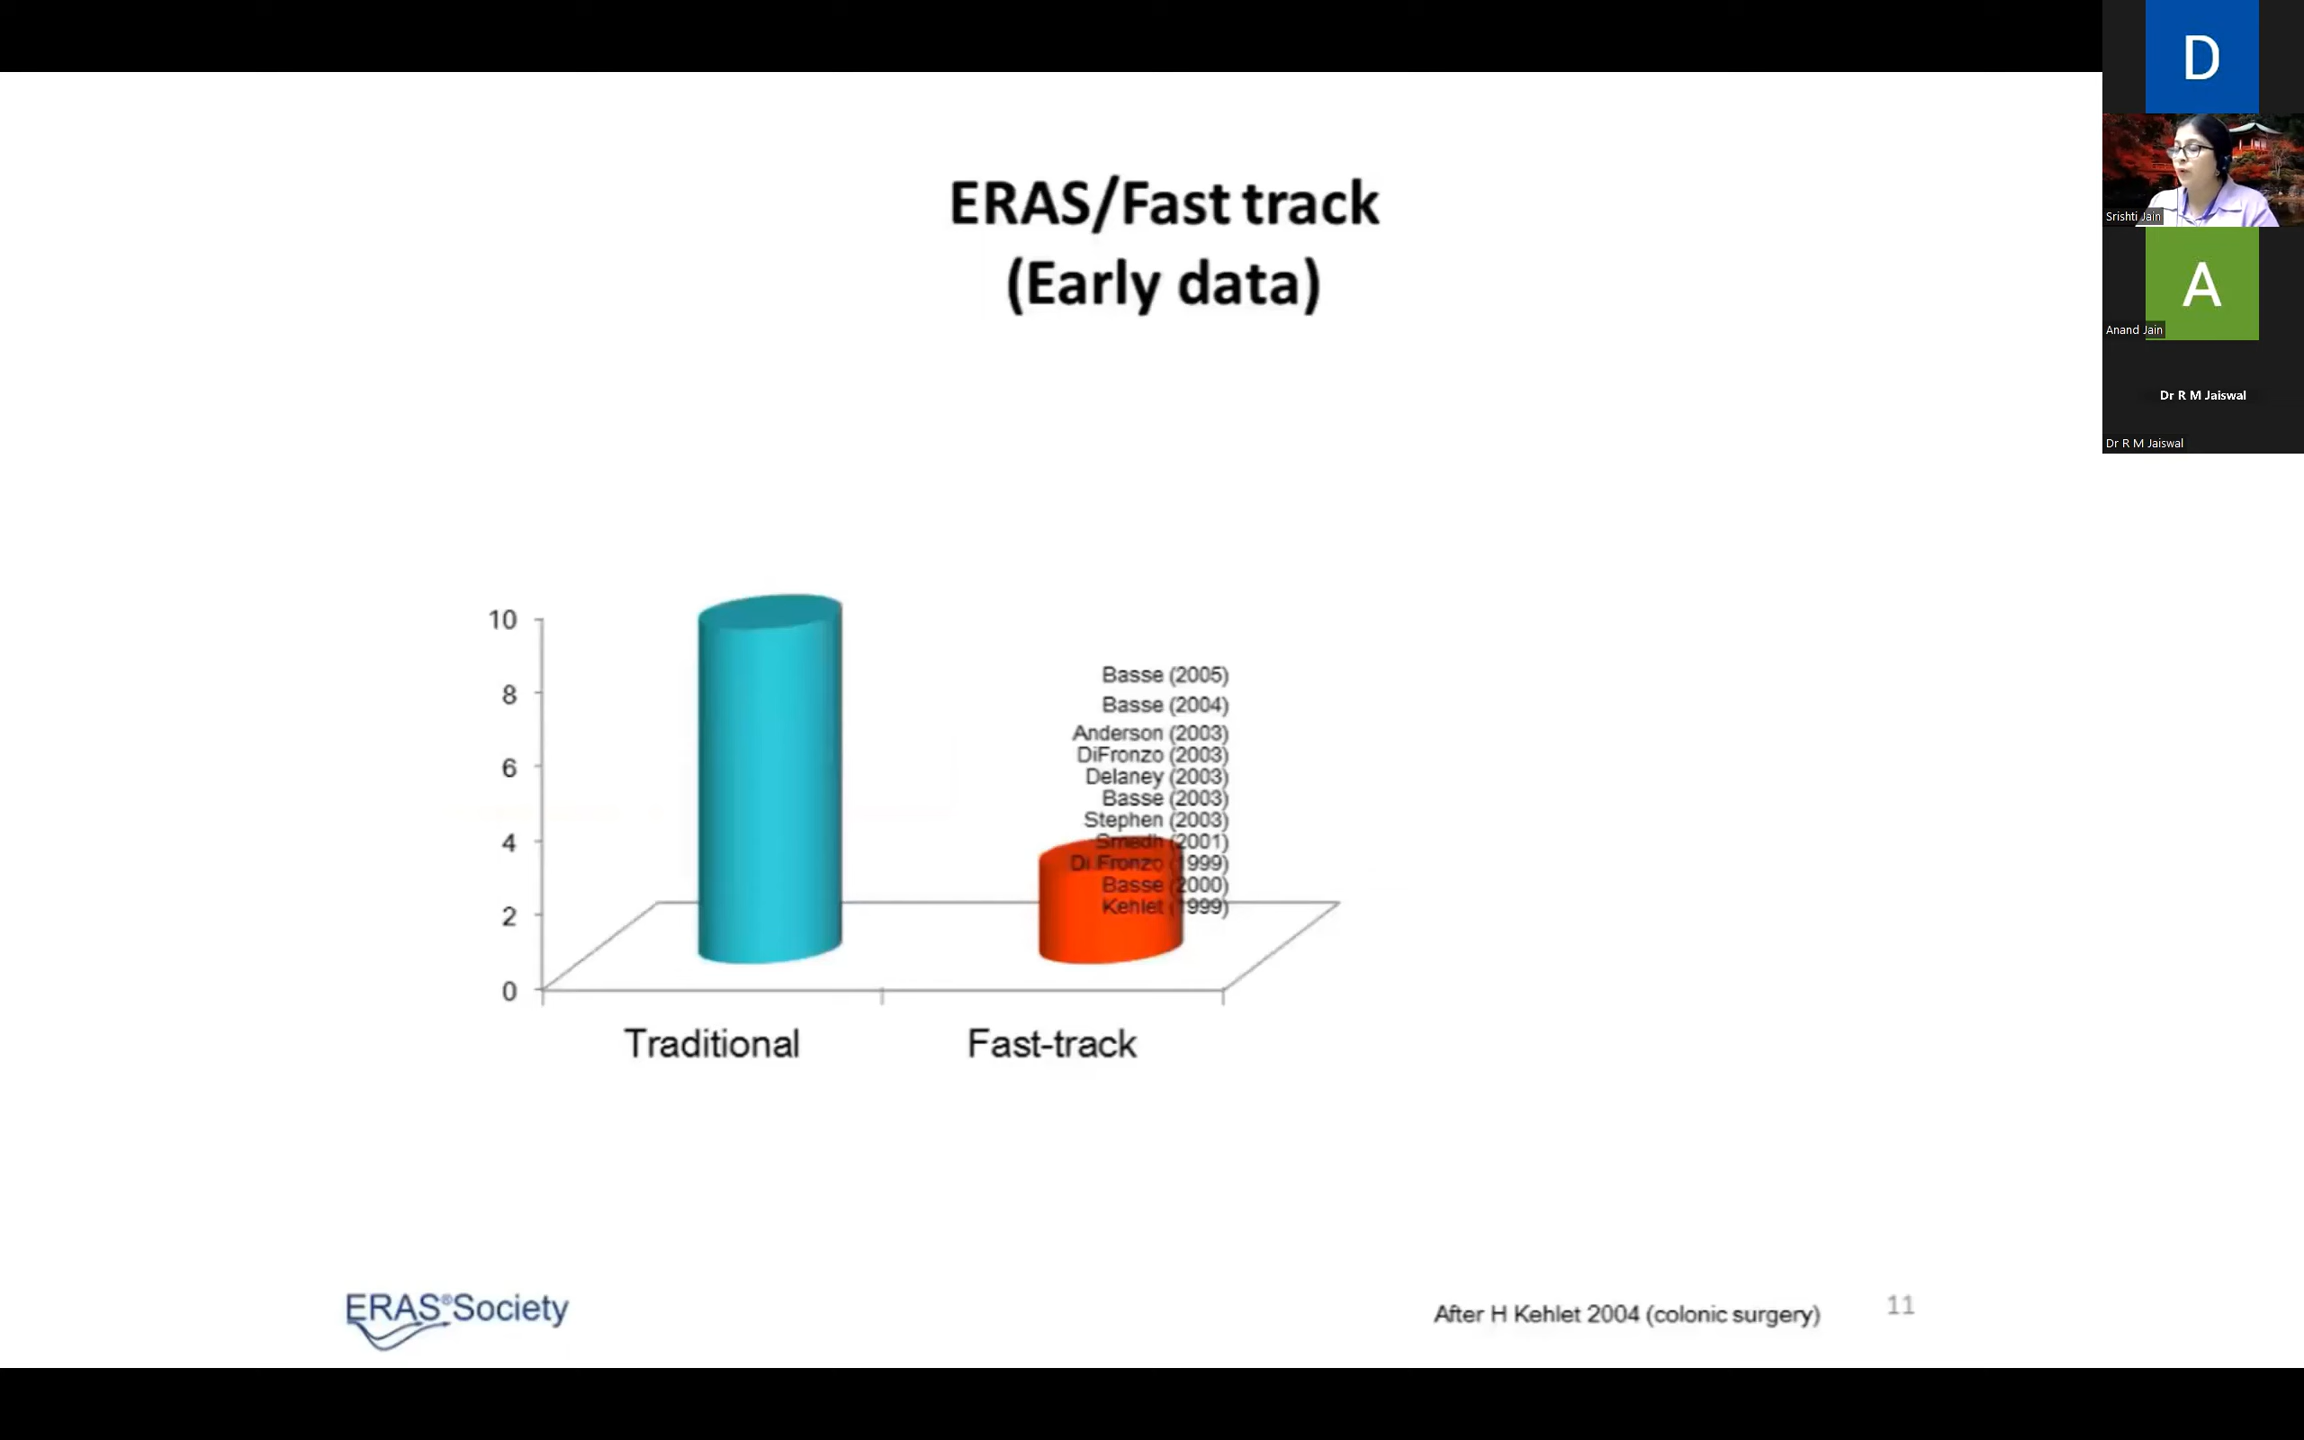 D
Srishti Jain
A
Anand Jain
Dr R M Jaiswal
Dr R M Jaiswal
ERAS/Fast track
(Early data)
10
8
6
4
2
0
Basse (2005)
Basse (2004)
Anderson (2003)
DiFronzo (2003)
Delaney (2003)
Basse (2003)
Stephen (2003)
Smedh (2001)
Di Fronzo (1999)
Basse (2000)
Kehlet (1999)
Traditional
Fast-track
ERAS®Society
After H Kehlet 2004 (colonic surgery)
11